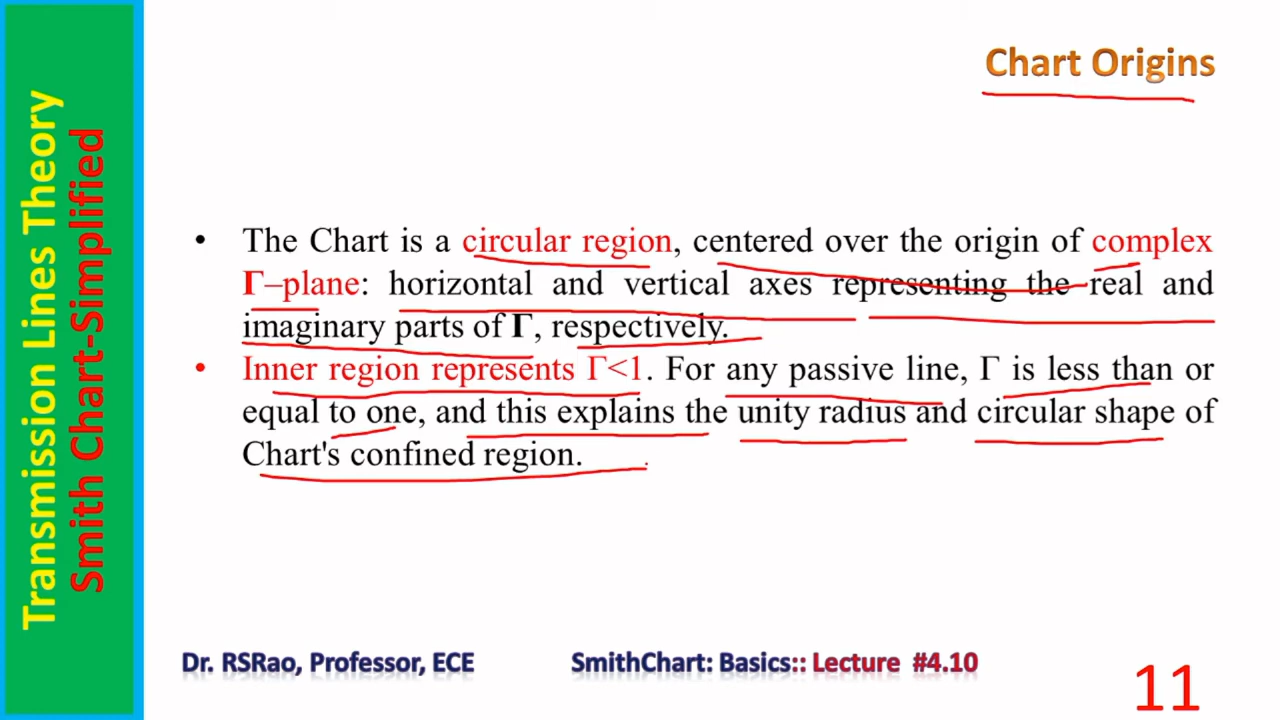 Transmission Lines Theory
Smith Chart-Simplified
Chart Origins
• The Chart is a circular region, centered over the origin of complex
Γ–plane: horizontal and vertical axes representing the real and
imaginary parts of Γ, respectively.
• Inner region represents Γ<1. For any passive line, Γ is less than or
equal to one, and this explains the unity radius and circular shape of
Chart's confined region.
Dr. RSRao, Professor, ECE SmithChart: Basics:: Lecture #4.10
11